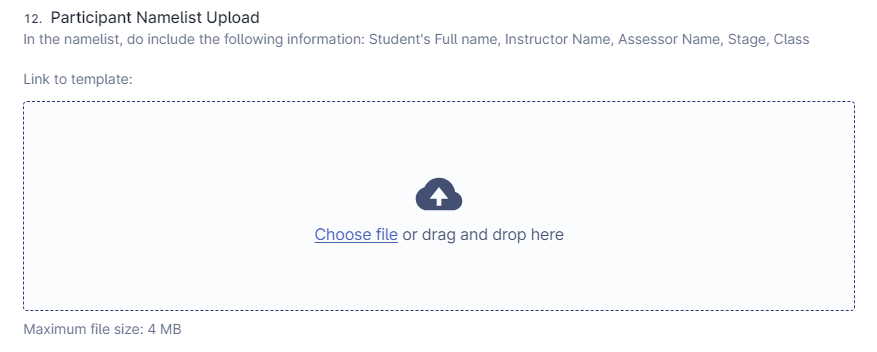 12. Participant Namelist Upload
In the namelist, do include the following information: Student's Full name, Instructor Name, Assessor Name, Stage, Class
Link to template:
Choose file or drag and drop here
Maximum file size: 4 MB